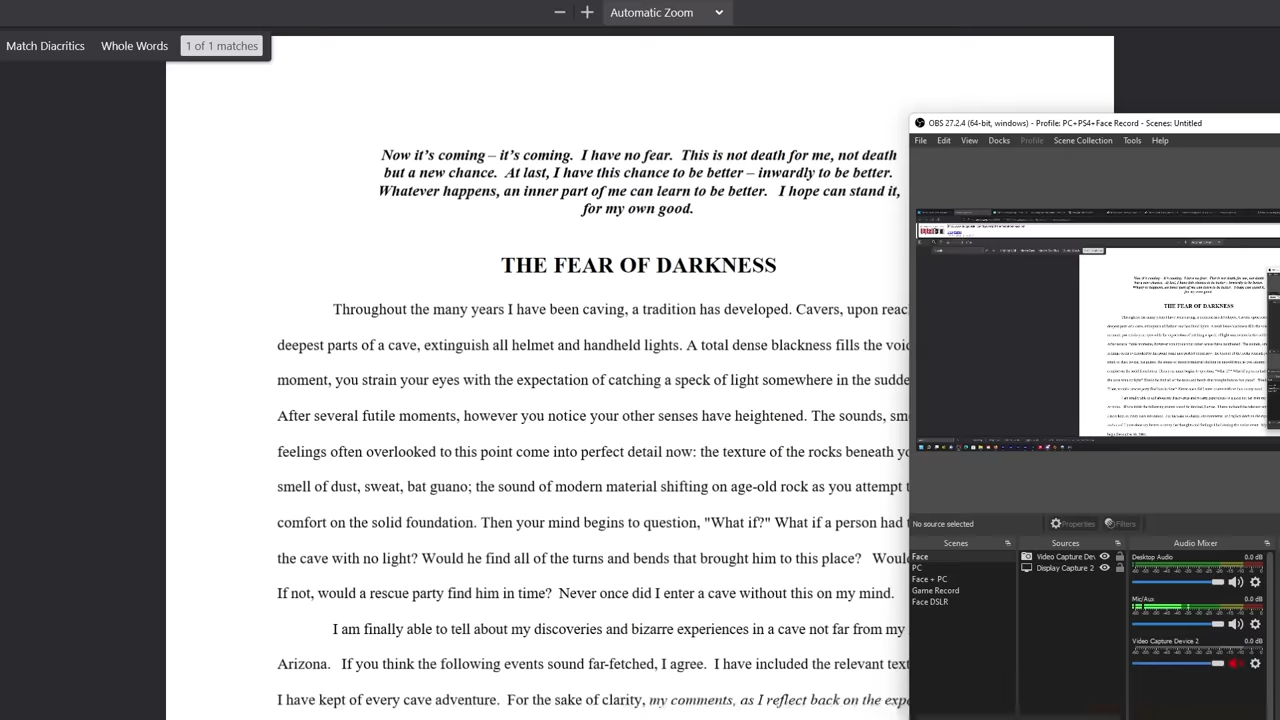 Automatic Zoom
Match Diacritics Whole Words 1 of 1 matches
Now it's coming – it's coming. I have no fear. This is not death for me, not death
but a new chance. At last, I have this chance to be better – inwardly to be better.
Whatever happens, an inner part of me can learn to be better. I hope can stand it,
for my own good.
THE FEAR OF DARKNESS
Throughout the many years I have been caving, a tradition has developed. Cavers, upon reac
deepest parts of a cave, extinguish all helmet and handheld lights. A total dense blackness fills the voi
moment, you strain your eyes with the expectation of catching a speck of light somewhere in the sudde
After several futile moments, however you notice your other senses have heightened. The sounds, sm
feelings often overlooked to this point come into perfect detail now: the texture of the rocks beneath yo
smell of dust, sweat, bat guano; the sound of modern material shifting on age-old rock as you attempt t
comfort on the solid foundation. Then your mind begins to question, "What if?" What if a person had t
the cave with no light? Would he find all of the turns and bends that brought him to this place? Woul
If not, would a rescue party find him in time? Never once did I enter a cave without this on my mind.
I am finally able to tell about my discoveries and bizarre experiences in a cave not far from my
Arizona. If you think the following events sound far-fetched, I agree. I have included the relevant text
I have kept of every cave adventure. For the sake of clarity, my comments, as I reflect back on the expe
OBS 27.2.4 (64-bit, windows) - Profile: PC+PS4+Face Record - Scenes: Untitled
File Edit View Docks Profile Scene Collection Tools Help
THE FEAR OF DARKNESS
No source selected Properties Filters
Scenes Sources Audio Mixer
Face
PC
Face + PC
Game Record
Face DSLR
Video Capture Dev
Display Capture 2
Desktop Audio 0.0 dB
Mic/Aux 0.0 dB
Video Capture Device 2 0.0 dB